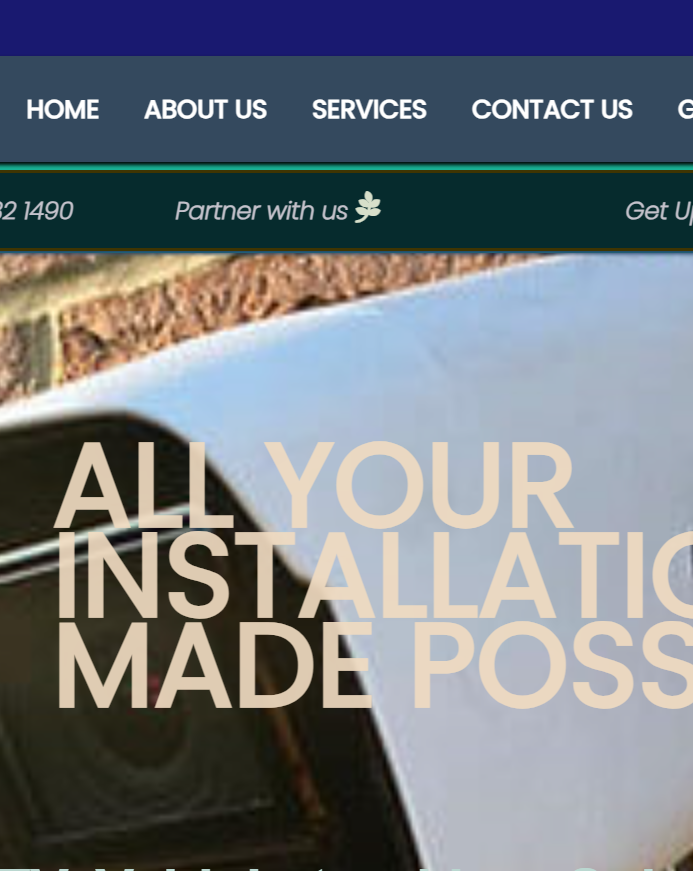 HOME ABOUT US SERVICES CONTACT US G
32 1490 Partner with us Get Up
ALL YOUR
INSTALLATIO
MADE POSS